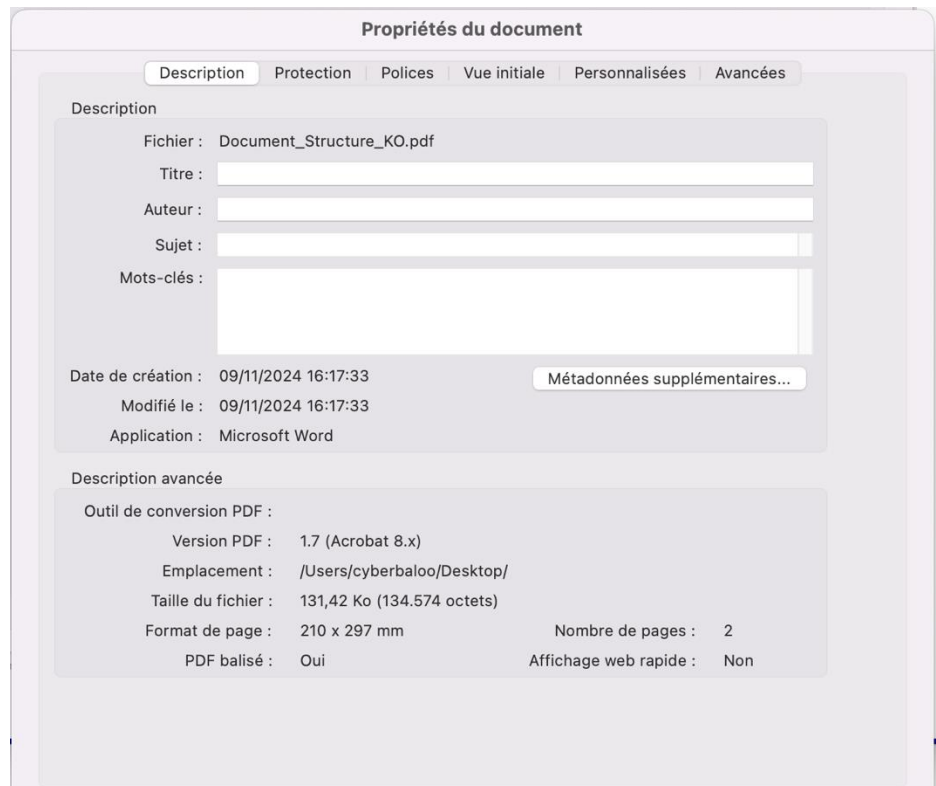 Propriétés du document
Description Protection Polices Vue initiale Personnalisées Avancées
Description
Fichier : Document_Structure_KO.pdf
Titre :
Auteur :
Sujet :
Mots-clés :
Date de création : 09/11/2024 16:17:33 Métadonnées supplémentaires...
Modifié le : 09/11/2024 16:17:33
Application : Microsoft Word
Description avancée
Outil de conversion PDF :
Version PDF : 1.7 (Acrobat 8.x)
Emplacement : /Users/cyberbaloo/Desktop/
Taille du fichier : 131,42 Ko (134.574 octets)
Format de page : 210 x 297 mm Nombre de pages : 2
PDF balisé : Oui Affichage web rapide : Non